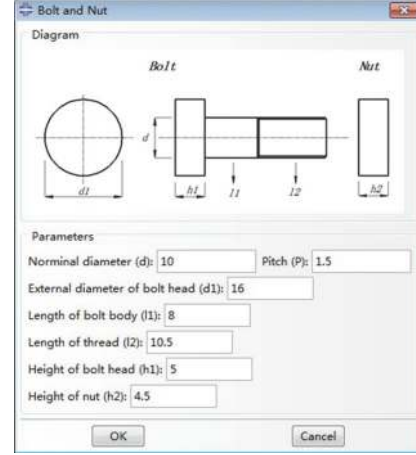 Bolt and Nut
Diagram
Bolt
Nut
d
d1
h1
l1
l2
h2
Parameters
Norminal diameter (d): 10 Pitch (P): 1.5
External diameter of bolt head (d1): 16
Length of bolt body (l1): 8
Length of thread (l2): 10.5
Height of bolt head (h1): 5
Height of nut (h2): 4.5
OK Cancel